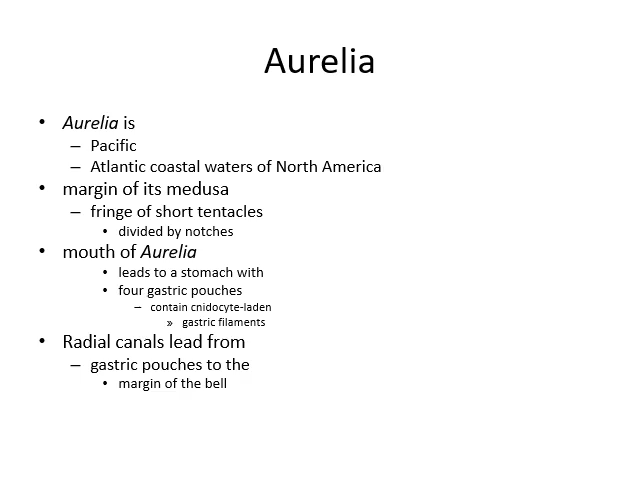 Aurelia
• Aurelia is
– Pacific
– Atlantic coastal waters of North America
• margin of its medusa
– fringe of short tentacles
• divided by notches
• mouth of Aurelia
• leads to a stomach with
• four gastric pouches
– contain cnidocyte-laden
» gastric filaments
• Radial canals lead from
– gastric pouches to the
• margin of the bell